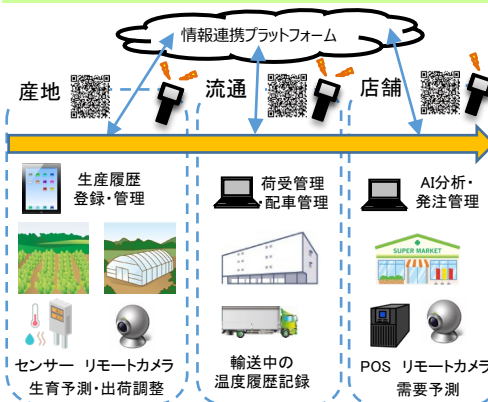 情報連携プラットフォーム
産地
流通
店舗
生産履歴
登録・管理
荷受管理
・配車管理
AI分析・
発注管理
SUPER MARKET
センサー リモートカメラ
生育予測・出荷調整
輸送中の
温度履歴記録
POS リモートカメラ
需要予測